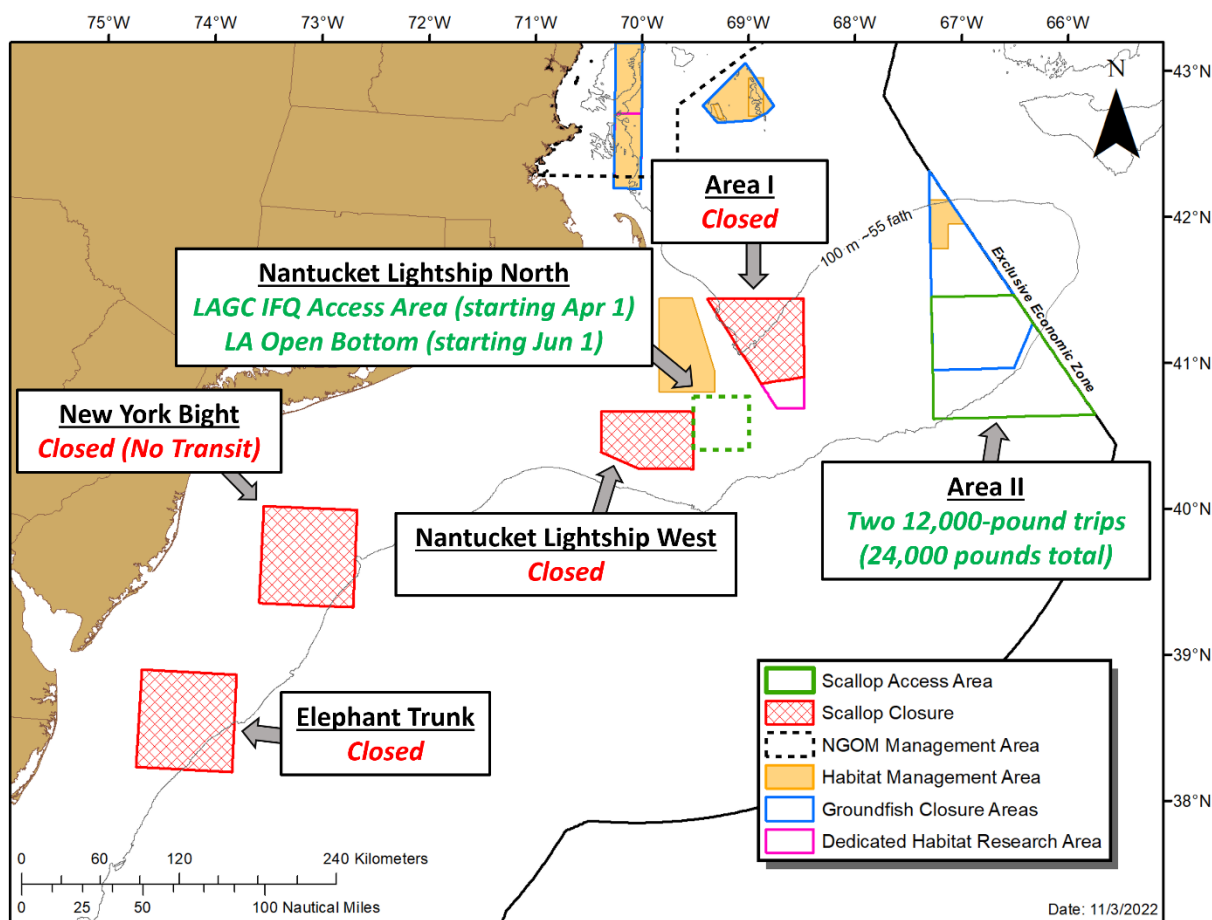 75°W 74°W 73°W 72°W 71°W 70°W 69°W 68°W 67°W 66°W
43°N
N
Area I
Closed
42°N
100 m ~55 fath
Nantucket Lightship North
LAGC IFQ Access Area (starting Apr 1)
LA Open Bottom (starting Jun 1)
Exclusive Economic Zone
41°N
New York Bight
Closed (No Transit)
Area II
Two 12,000-pound trips
(24,000 pounds total)
40°N
Nantucket Lightship West
Closed
39°N
Elephant Trunk
Closed
38°N
Scallop Access Area
Scallop Closure
NGOM Management Area
Habitat Management Area
Groundfish Closure Areas
Dedicated Habitat Research Area
0 60 120 240 Kilometers
0 25 50 100 Nautical Miles
Date: 11/3/2022